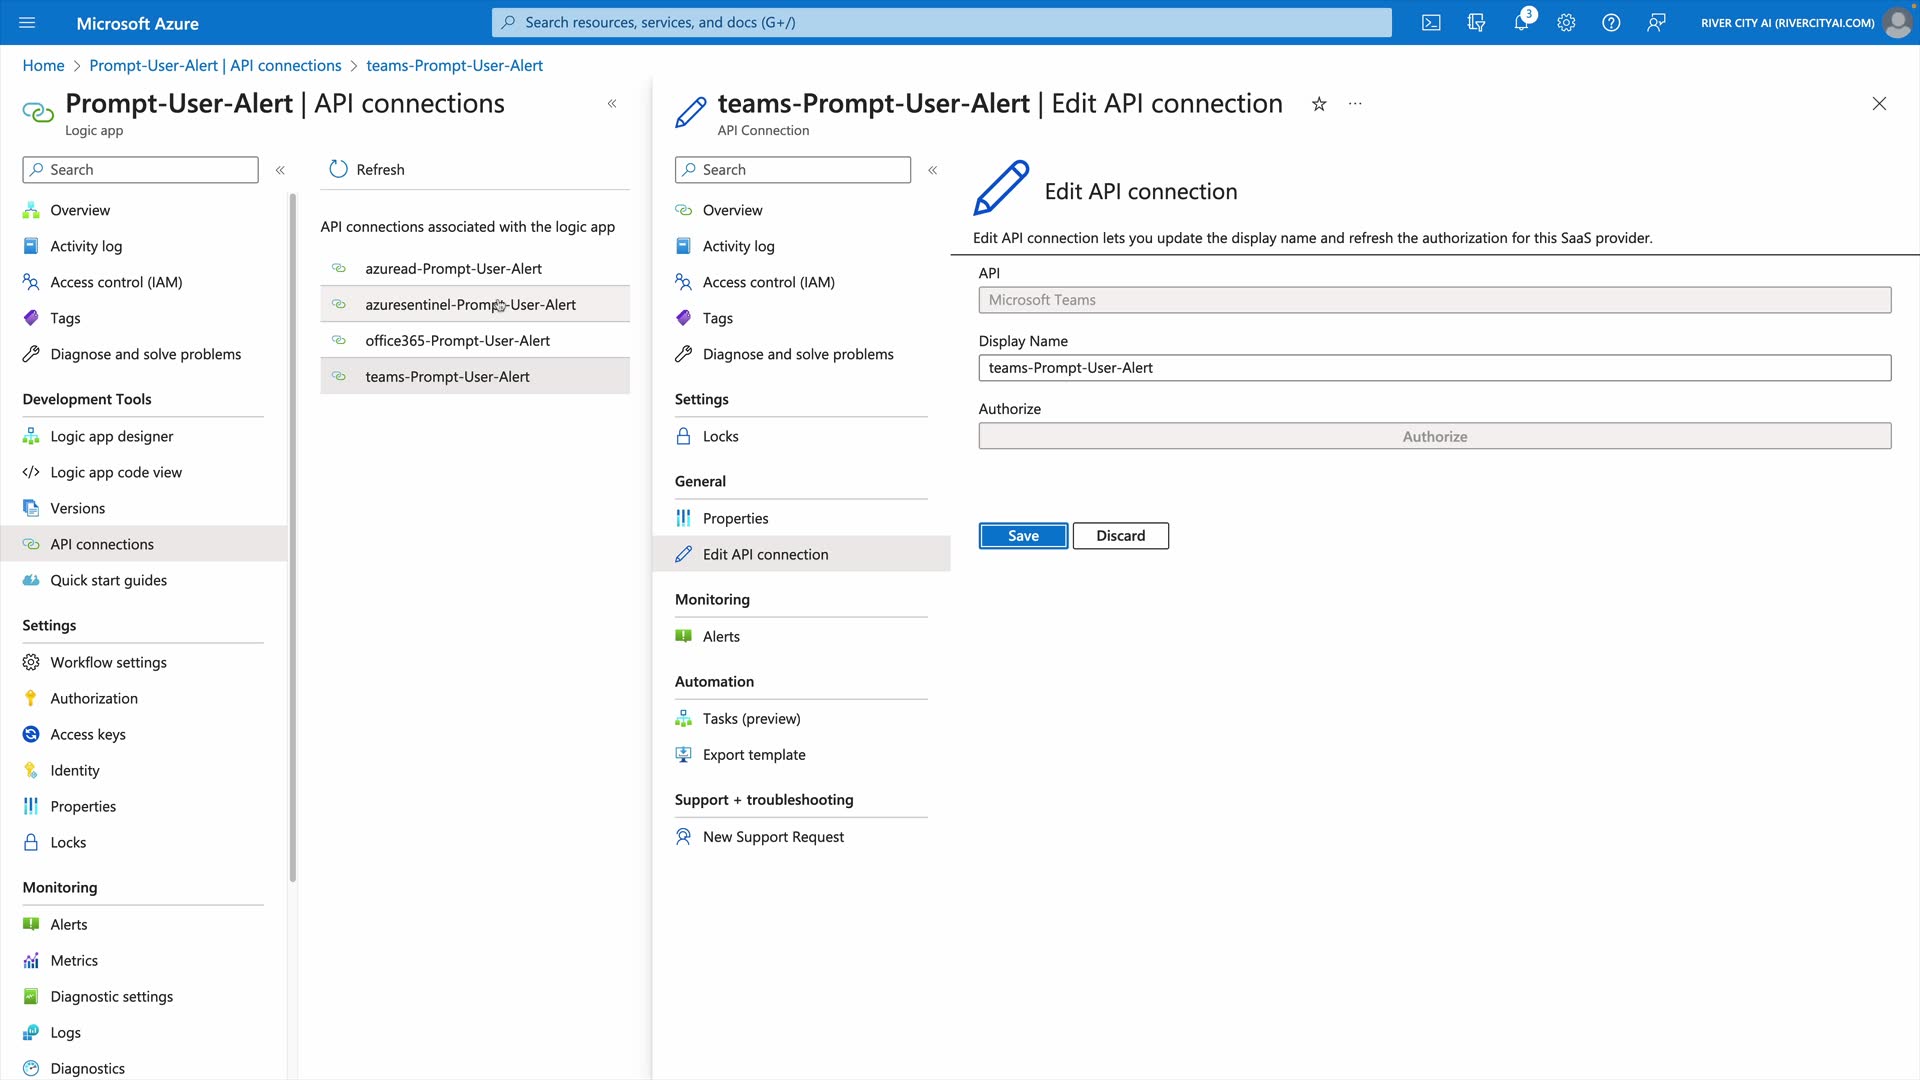 Microsoft Azure
Search resources, services, and docs (G+/)
3
RIVER CITY AI (RIVERCITYAI.COM)
Home > Prompt-User-Alert | API connections > teams-Prompt-User-Alert
Prompt-User-Alert | API connections
Logic app
Search
Overview
Activity log
Access control (IAM)
Tags
Diagnose and solve problems
Development Tools
Logic app designer
Logic app code view
Versions
API connections
Quick start guides
Settings
Workflow settings
Authorization
Access keys
Identity
Properties
Locks
Monitoring
Alerts
Metrics
Diagnostic settings
Logs
Diagnostics
Refresh
API connections associated with the logic app
azuread-Prompt-User-Alert
azuresentinel-Prompt-User-Alert
office365-Prompt-User-Alert
teams-Prompt-User-Alert
teams-Prompt-User-Alert | Edit API connection
API Connection
Search
Overview
Activity log
Access control (IAM)
Tags
Diagnose and solve problems
Settings
Locks
General
Properties
Edit API connection
Monitoring
Alerts
Automation
Tasks (preview)
Export template
Support + troubleshooting
New Support Request
Edit API connection
Edit API connection lets you update the display name and refresh the authorization for this SaaS provider.
API
Microsoft Teams
Display Name
teams-Prompt-User-Alert
Authorize
Authorize
Save
Discard